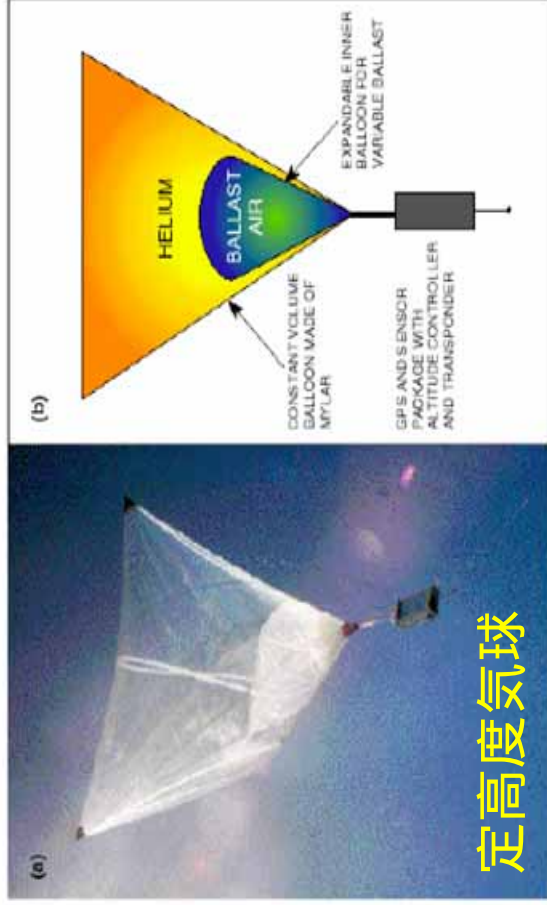 (a)
定高度気球
(b)
HELIUM
BALLAST
AIR
CONSTANT VOLUME
BALLOON MADE OF
MYLAR
EXPANDABLE INNER
BALLOON FOR
VARIABLE BALLAST
GPS AND SENSOR
PACKAGE WITH
ALTITUDE CONTROLLER
AND TRANSPONDER